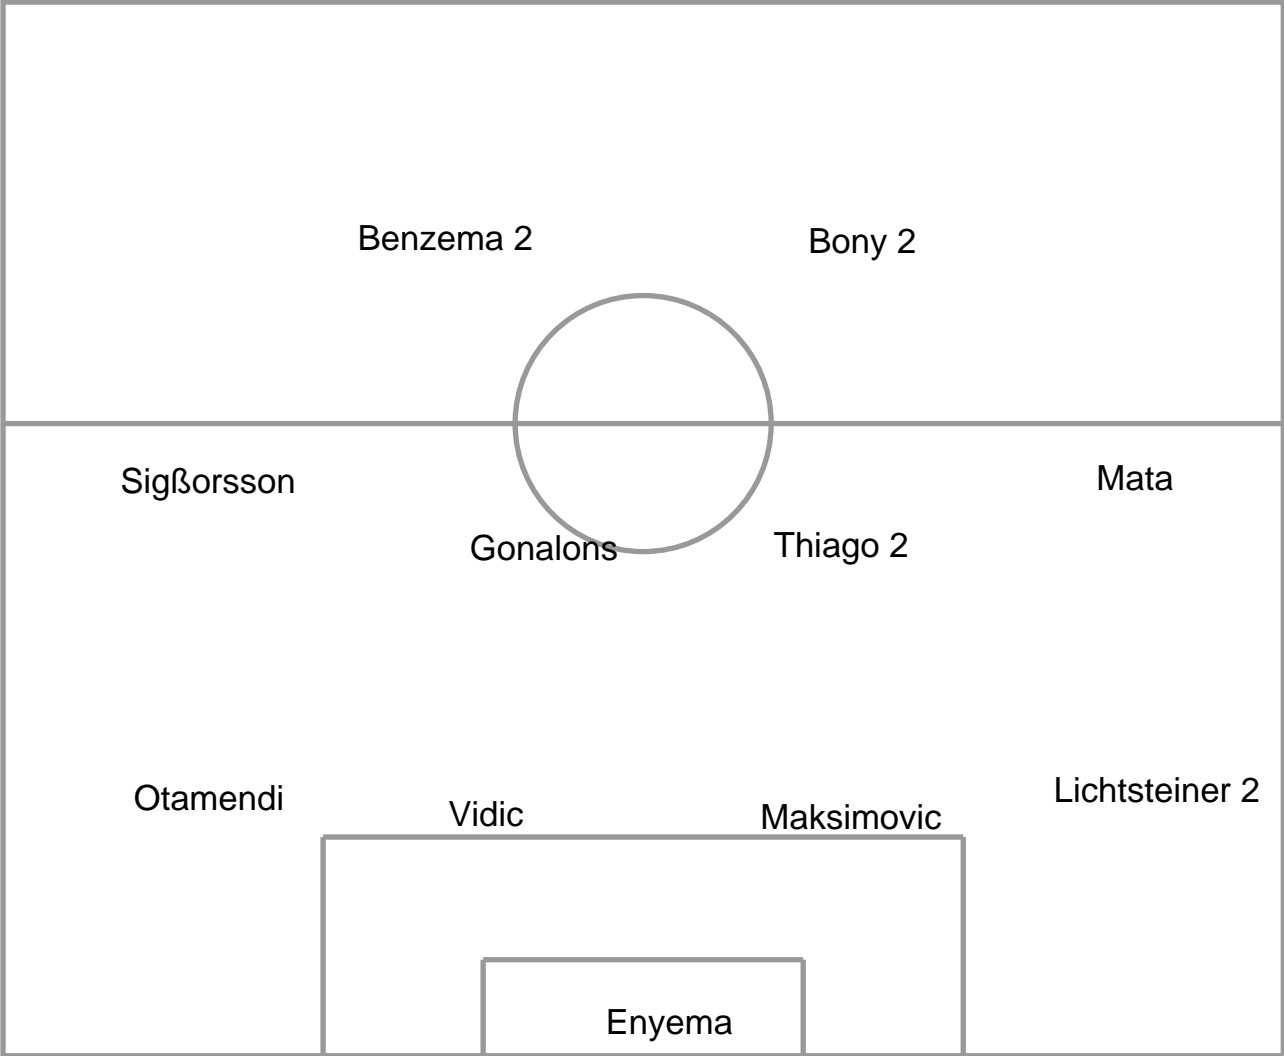 Benzema 2
Bony 2
Sigßorsson
Mata
Gonalons
Thiago 2
Otamendi
Vidic
Maksimovic
Lichtsteiner 2
Enyema